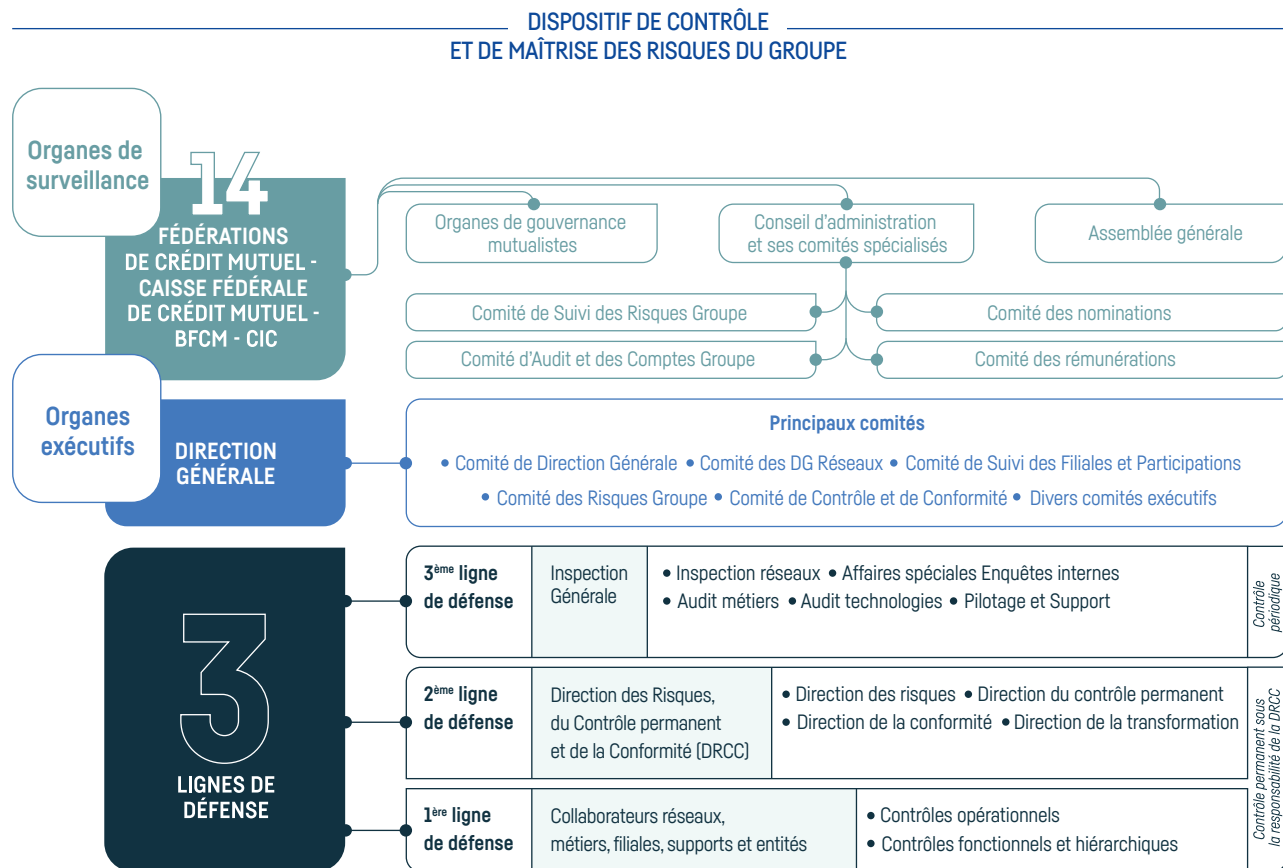 DISPOSITIF DE CONTRÔLE
ET DE MAÎTRISE DES RISQUES DU GROUPE
Organes de
surveillance
14
FÉDÉRATIONS
DE CRÉDIT MUTUEL -
CAISSE FÉDÉRALE
DE CRÉDIT MUTUEL -
BFCM - CIC
Organes de gouvernance
mutualistes
Conseil d'administration
et ses comités spécialisés
Assemblée générale
Comité de Suivi des Risques Groupe
Comité des nominations
Comité d'Audit et des Comptes Groupe
Comité des rémunérations
Organes
exécutifs
DIRECTION
GÉNÉRALE
Principaux comités
• Comité de Direction Générale • Comité des DG Réseaux • Comité de Suivi des Filiales et Participations
• Comité des Risques Groupe • Comité de Contrôle et de Conformité • Divers comités exécutifs
3
LIGNES DE
DÉFENSE
3ème ligne
de défense
Inspection
Générale
• Inspection réseaux • Affaires spéciales Enquêtes internes
• Audit métiers • Audit technologies • Pilotage et Support
Contrôle
périodique
2ème ligne
de défense
Direction des Risques,
du Contrôle permanent
et de la Conformité (DRCC)
• Direction des risques • Direction du contrôle permanent
• Direction de la conformité • Direction de la transformation
1ère ligne
de défense
Collaborateurs réseaux,
métiers, filiales, supports et entités
• Contrôles opérationnels
• Contrôles fonctionnels et hiérarchiques
Contrôle permanent sous
la responsabilité de la DRCC